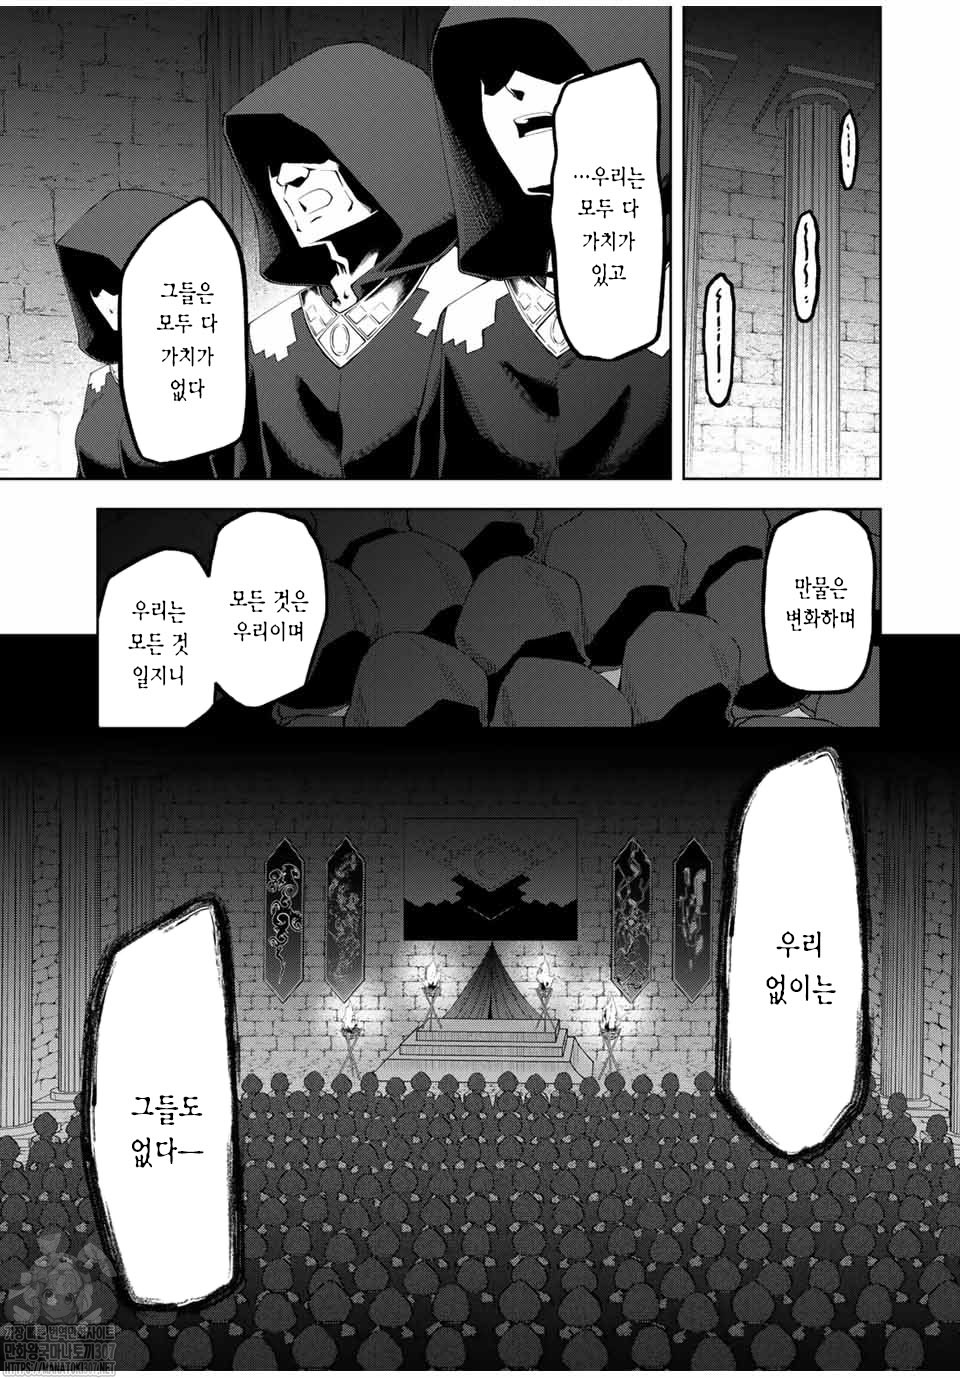 …우리는
모두 다
가치가
있고
그들은
모두 다
가치가
없다
만물은
변화하며
모든 것은
우리이며
우리는
모든 것
일지니
우리
없이는
그들도
없다—
가장 빠른 번역만화사이트
만화왕국마나토끼307
HTTPS://MANATOKI307.NET